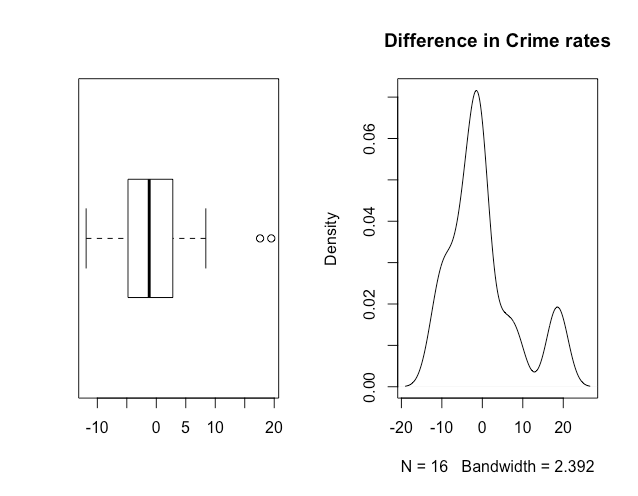 Difference in Crime rates
Density
0.00 0.02 0.04 0.06
-10 0 5 10 20
-20 -10 0 10 20
N = 16 Bandwidth = 2.392